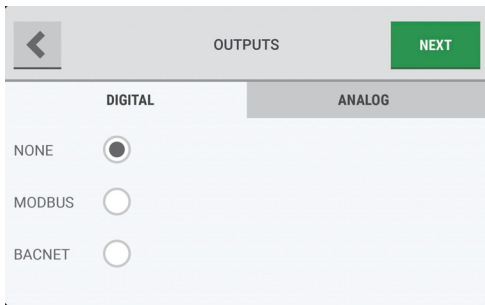 OUTPUTS
NEXT
DIGITAL
ANALOG
NONE
MODBUS
BACNET